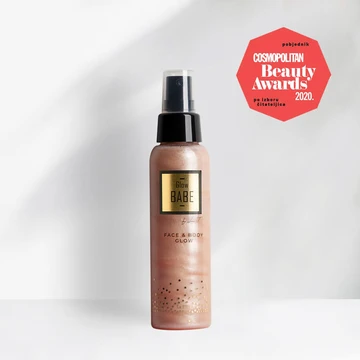 pobjednik
COSMOPOLITAN
Beauty
Awards
2020.
po izboru
čitateljica
BABE
FACE & BODY
GLOW